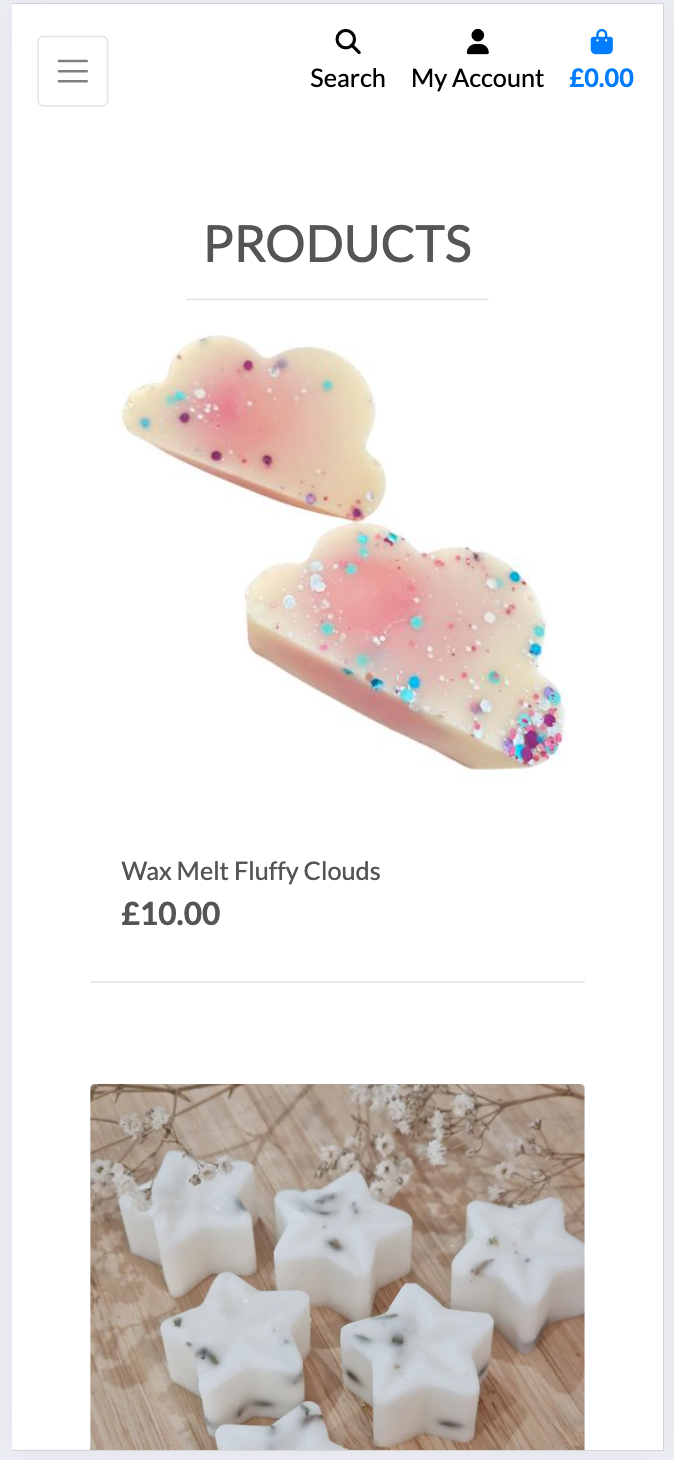 Search
My Account
£0.00
PRODUCTS
Wax Melt Fluffy Clouds
£10.00